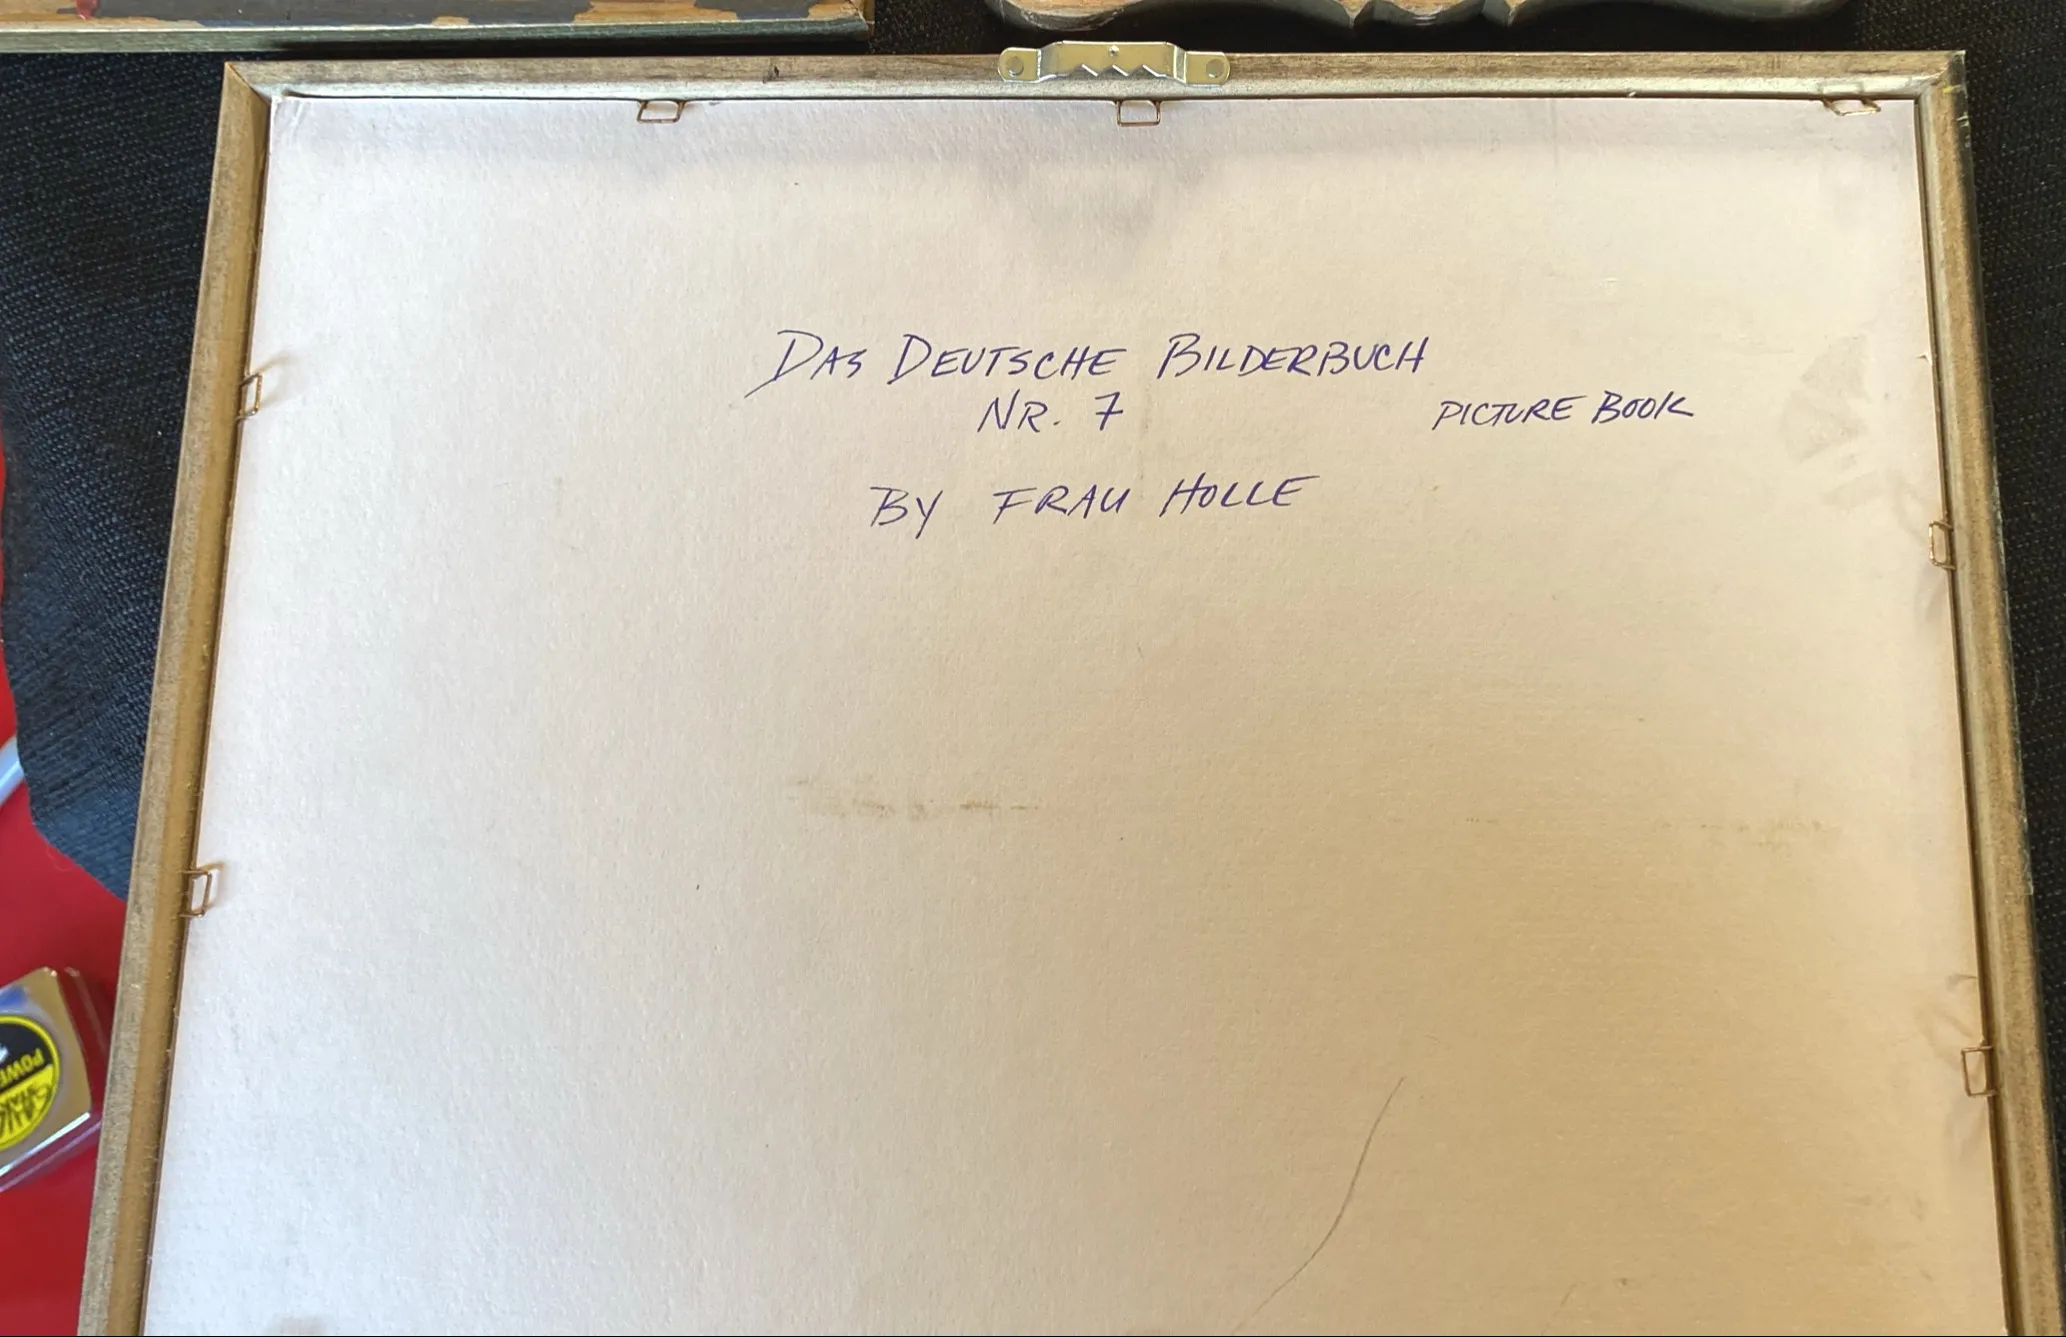 DAS DEUTSCHE BILDERBUCH
NR. 7
PICTURE BOOK
BY FRAU HOLLE